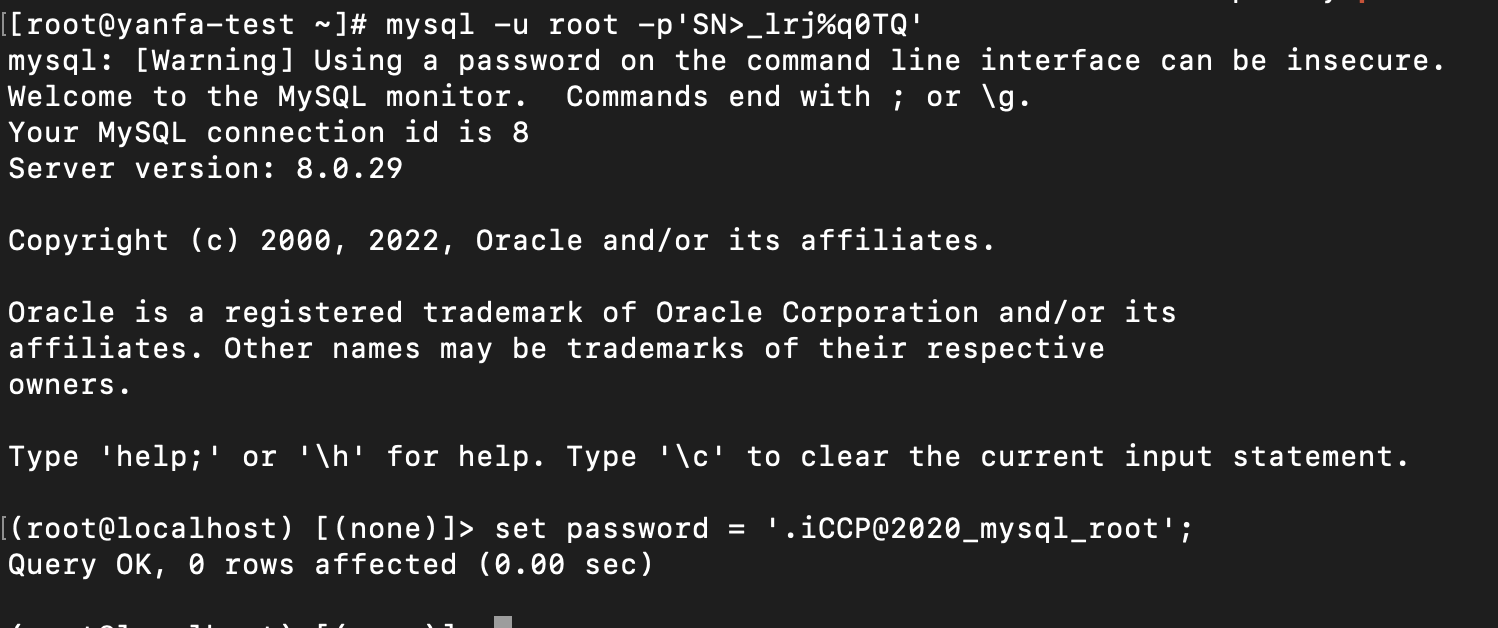 [[root@yanfa-test ~]# mysql -u root -p'SN>_lrj%q0TQ'
mysql: [Warning] Using a password on the command line interface can be insecure.
Welcome to the MySQL monitor.  Commands end with ; or \g.
Your MySQL connection id is 8
Server version: 8.0.29

Copyright (c) 2000, 2022, Oracle and/or its affiliates.

Oracle is a registered trademark of Oracle Corporation and/or its
affiliates. Other names may be trademarks of their respective
owners.

Type 'help;' or '\h' for help. Type '\c' to clear the current input statement.

[(root@localhost) [(none)]> set password = '.iCCP@2020_mysql_root';
Query OK, 0 rows affected (0.00 sec)